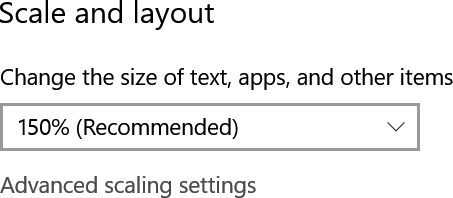 Scale and layout
Change the size of text, apps, and other items
150% (Recommended)
Advanced scaling settings